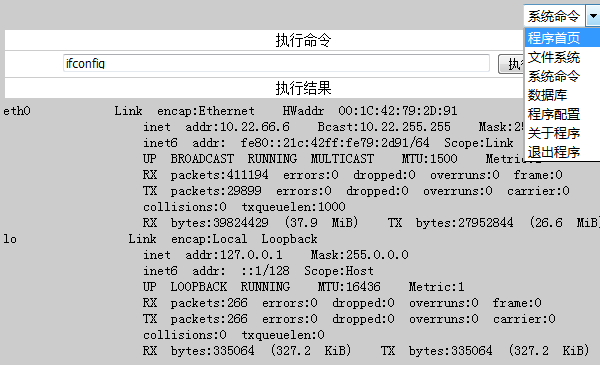 系统命令
执行命令
程序首页
文件系统
系统命令
数据库
程序配置
关于程序
退出程序
ifconfig
执行结果
eth0 Link encap:Ethernet HWaddr 00:1C:42:79:2D:91
inet addr:10.22.66.6 Bcast:10.22.255.255 Mask:25
inet6 addr: fe80::21c:42ff:fe79:2d91/64 Scope:Link
UP BROADCAST RUNNING MULTICAST MTU:1500 Metric:1
RX packets:411194 errors:0 dropped:0 overruns:0 frame:0
TX packets:29899 errors:0 dropped:0 overruns:0 carrier:0
collisions:0 txqueuelen:1000
RX bytes:39824429 (37.9 MiB) TX bytes:27952844 (26.6 MiB)
lo Link encap:Local Loopback
inet addr:127.0.0.1 Mask:255.0.0.0
inet6 addr: ::1/128 Scope:Host
UP LOOPBACK RUNNING MTU:16436 Metric:1
RX packets:266 errors:0 dropped:0 overruns:0 frame:0
TX packets:266 errors:0 dropped:0 overruns:0 carrier:0
collisions:0 txqueuelen:0
RX bytes:335064 (327.2 KiB) TX bytes:335064 (327.2 KiB)